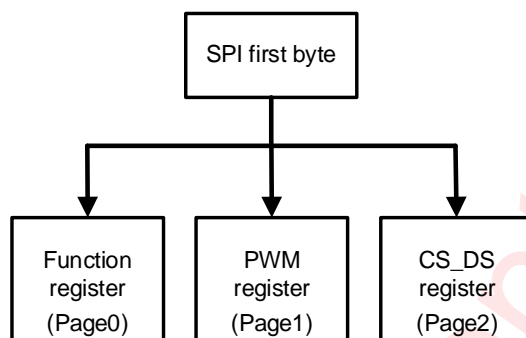 SPI first byte
Function
register
(Page0)
PWM
register
(Page1)
CS_DS
register
(Page2)